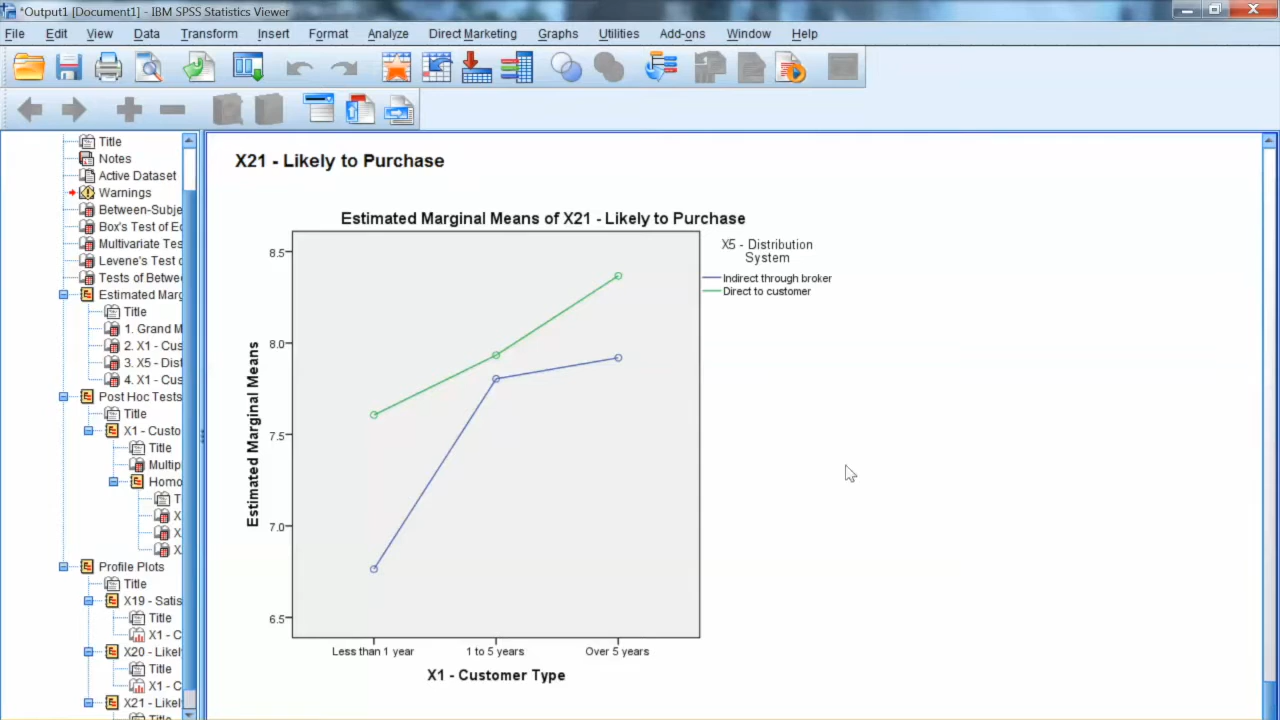 *Output1 [Document1] - IBM SPSS Statistics Viewer
File Edit View Data Transform Insert Format Analyze Direct Marketing Graphs Utilities Add-ons Window Help
Title
Notes
Active Dataset
Warnings
Between-Subje
Box's Test of Ec
Multivariate Tes
Levene's Test o
Tests of Betwe
Estimated Marg
Title
1. Grand M
2. X1 - Cus
3. X5 - Dist
4. X1 - Cus
Post Hoc Tests
Title
X1 - Custo
Title
Multip
Homo
T
X
X
X
Profile Plots
Title
X19 - Satis
Title
X1 - C
X20 - Likel
Title
X1 - C
X21 - Likel
Title
X21 - Likely to Purchase
Estimated Marginal Means of X21 - Likely to Purchase
X5 - Distribution
System
Indirect through broker
Direct to customer
Estimated Marginal Means
8.5
8.0
7.5
7.0
6.5
Less than 1 year 1 to 5 years Over 5 years
X1 - Customer Type